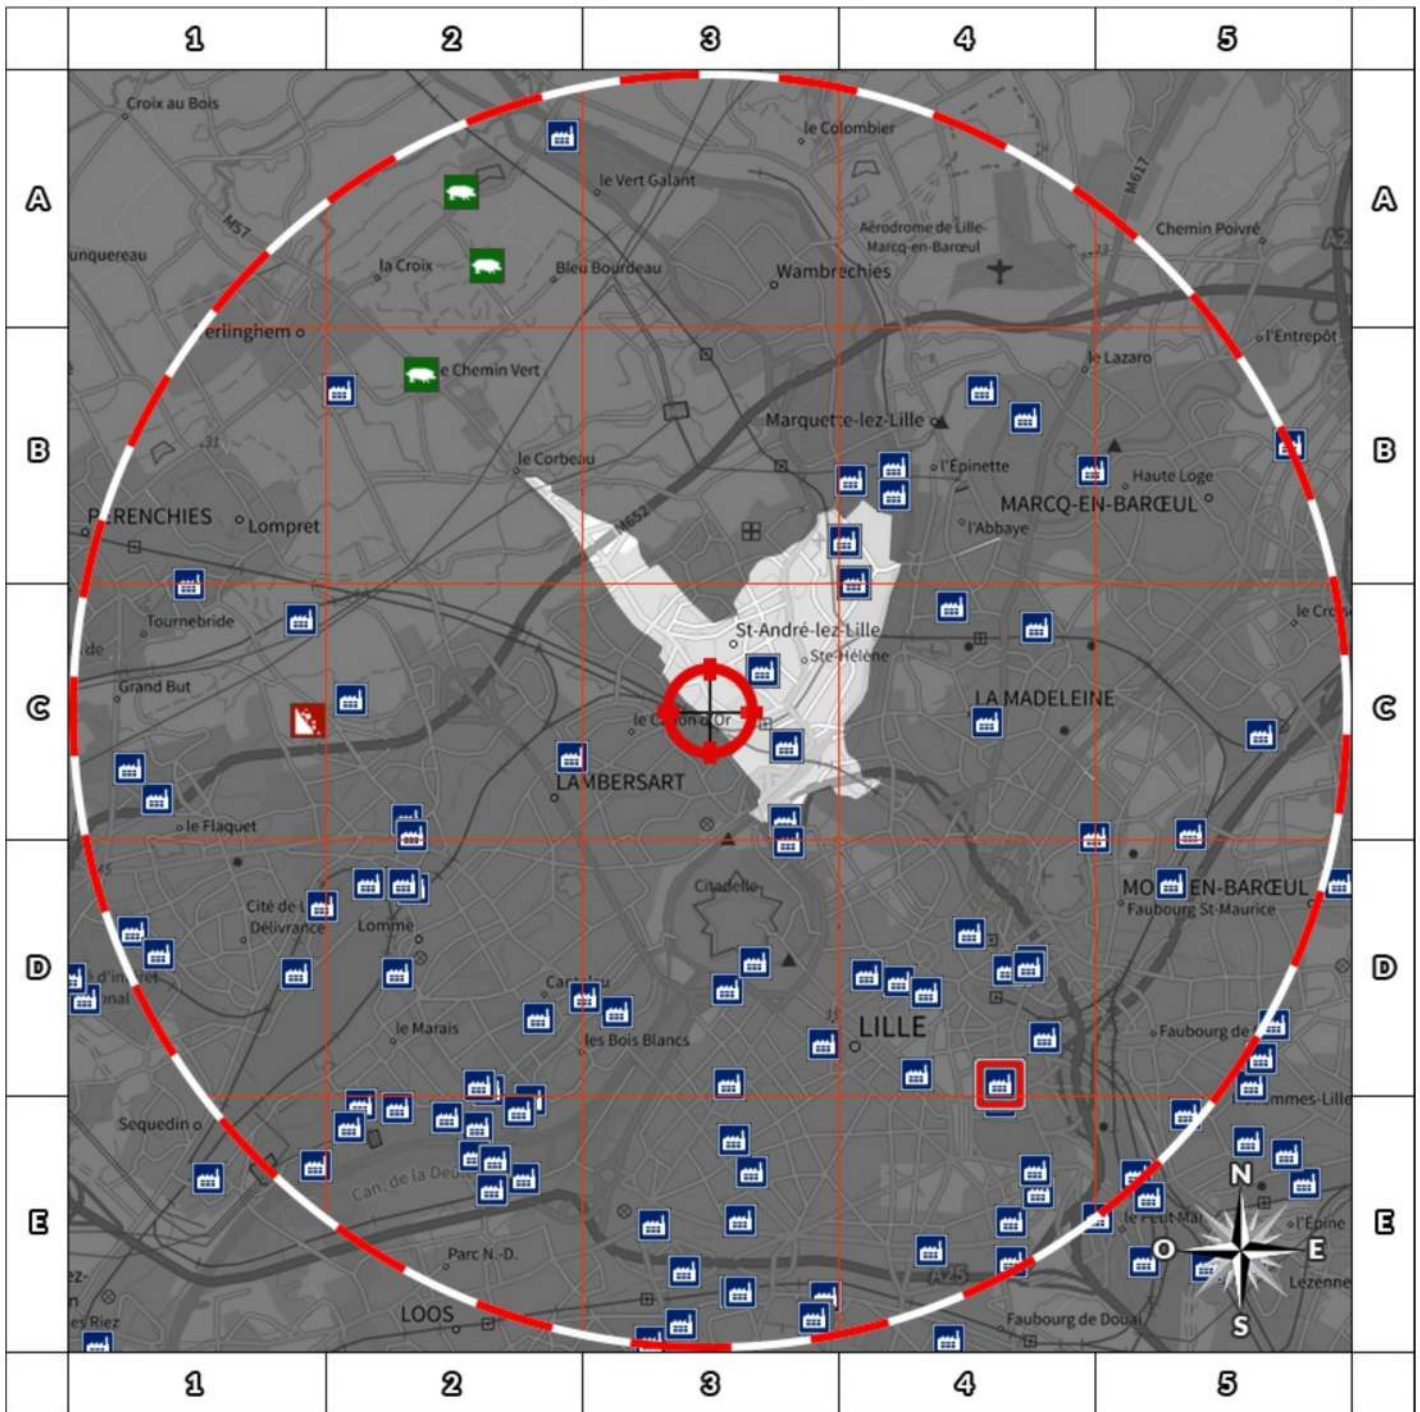 1 2 3 4 5
Croix au Bois
le Colombier
M617
A A
le Vert Galant
M57
Aérodrome de Lille-
Marcq-en-Barœul
Chemin Poivré
unquereau
la Croix
Bleu Bourdeau
Wambrechies
erlinghem
l'Entrepôt
le Lazaro
e Chemin Vert
Marquette-lez-Lille
B B
le Corbeau
l'Épinette
Haute Loge
MARCQ-EN-BARŒUL
PERENCHIES
Lompret
M652
l'Abbaye
Tournebride
St-André-lez-Lille
de
Ste-Hélène
Grand But
LA MADELEINE
C C
LAMBERSART
le Flaquet
Citadelle
EN-BARŒUL
Faubourg St-Maurice
Cité de
Délivrance
Lomme
D D
le Marais
LILLE
Faubourg de
les Bois Blancs
Sequedin
N
Can. de la
E O E E
l'Épine
Parc N.-D.
A25
Lezenne
LOOS
es Riez
Faubourg de Douai
S
1 2 3 4 5